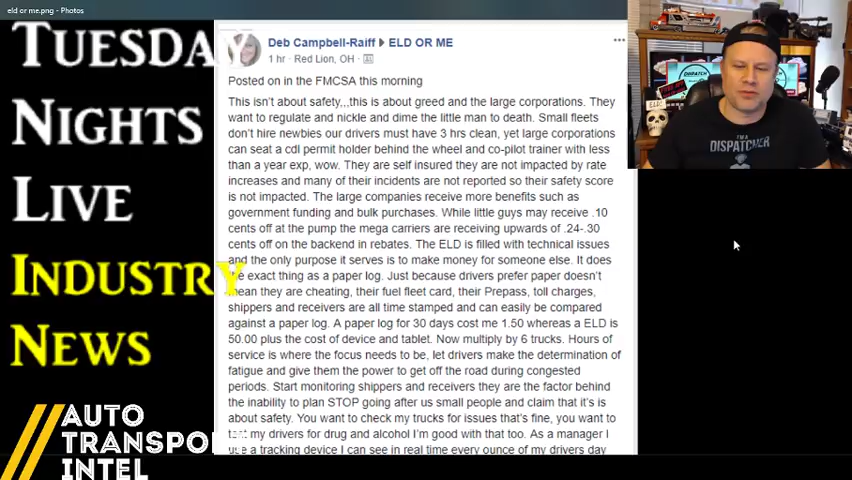 eld or me.png - Photos
TUESDAY
NIGHTS
LIVE
INDUSTRY
NEWS
AUTO
TRANSPORT
INTEL
Deb Campbell-Raiff ▸ ELD OR ME
1 hr · Red Lion, OH ·
Posted on in the FMCSA this morning
This isn't about safety,,,this is about greed and the large corporations. They
want to regulate and nickle and dime the little man to death. Small fleets
don't hire newbies our drivers must have 3 hrs clean, yet large corporations
can seat a cdl permit holder behind the wheel and co-pilot trainer with less
than a year exp, wow. They are self insured they are not impacted by rate
increases and many of their incidents are not reported so their safety score
is not impacted. The large companies receive more benefits such as
government funding and bulk purchases. While little guys may receive .10
cents off at the pump the mega carriers are receiving upwards of .24-.30
cents off on the backend in rebates. The ELD is filled with technical issues
and the only purpose it serves is to make money for someone else. It does
exact thing as a paper log. Just because drivers prefer paper doesn't
mean they are cheating, their fuel fleet card, their Prepass, toll charges,
shippers and receivers are all time stamped and can easily be compared
against a paper log. A paper log for 30 days cost me 1.50 whereas a ELD is
50.00 plus the cost of device and tablet. Now multiply by 6 trucks. Hours of
service is where the focus needs to be, let drivers make the determination of
fatigue and give them the power to get off the road during congested
periods. Start monitoring shippers and receivers they are the factor behind
the inability to plan STOP going after us small people and claim that it's is
about safety. You want to check my trucks for issues that's fine, you want to
my drivers for drug and alcohol I'm good with that too. As a manager I
use a tracking device I can see in real time every ounce of my drivers day
DISPATCH
ELD
I'M A
DISPATCHER